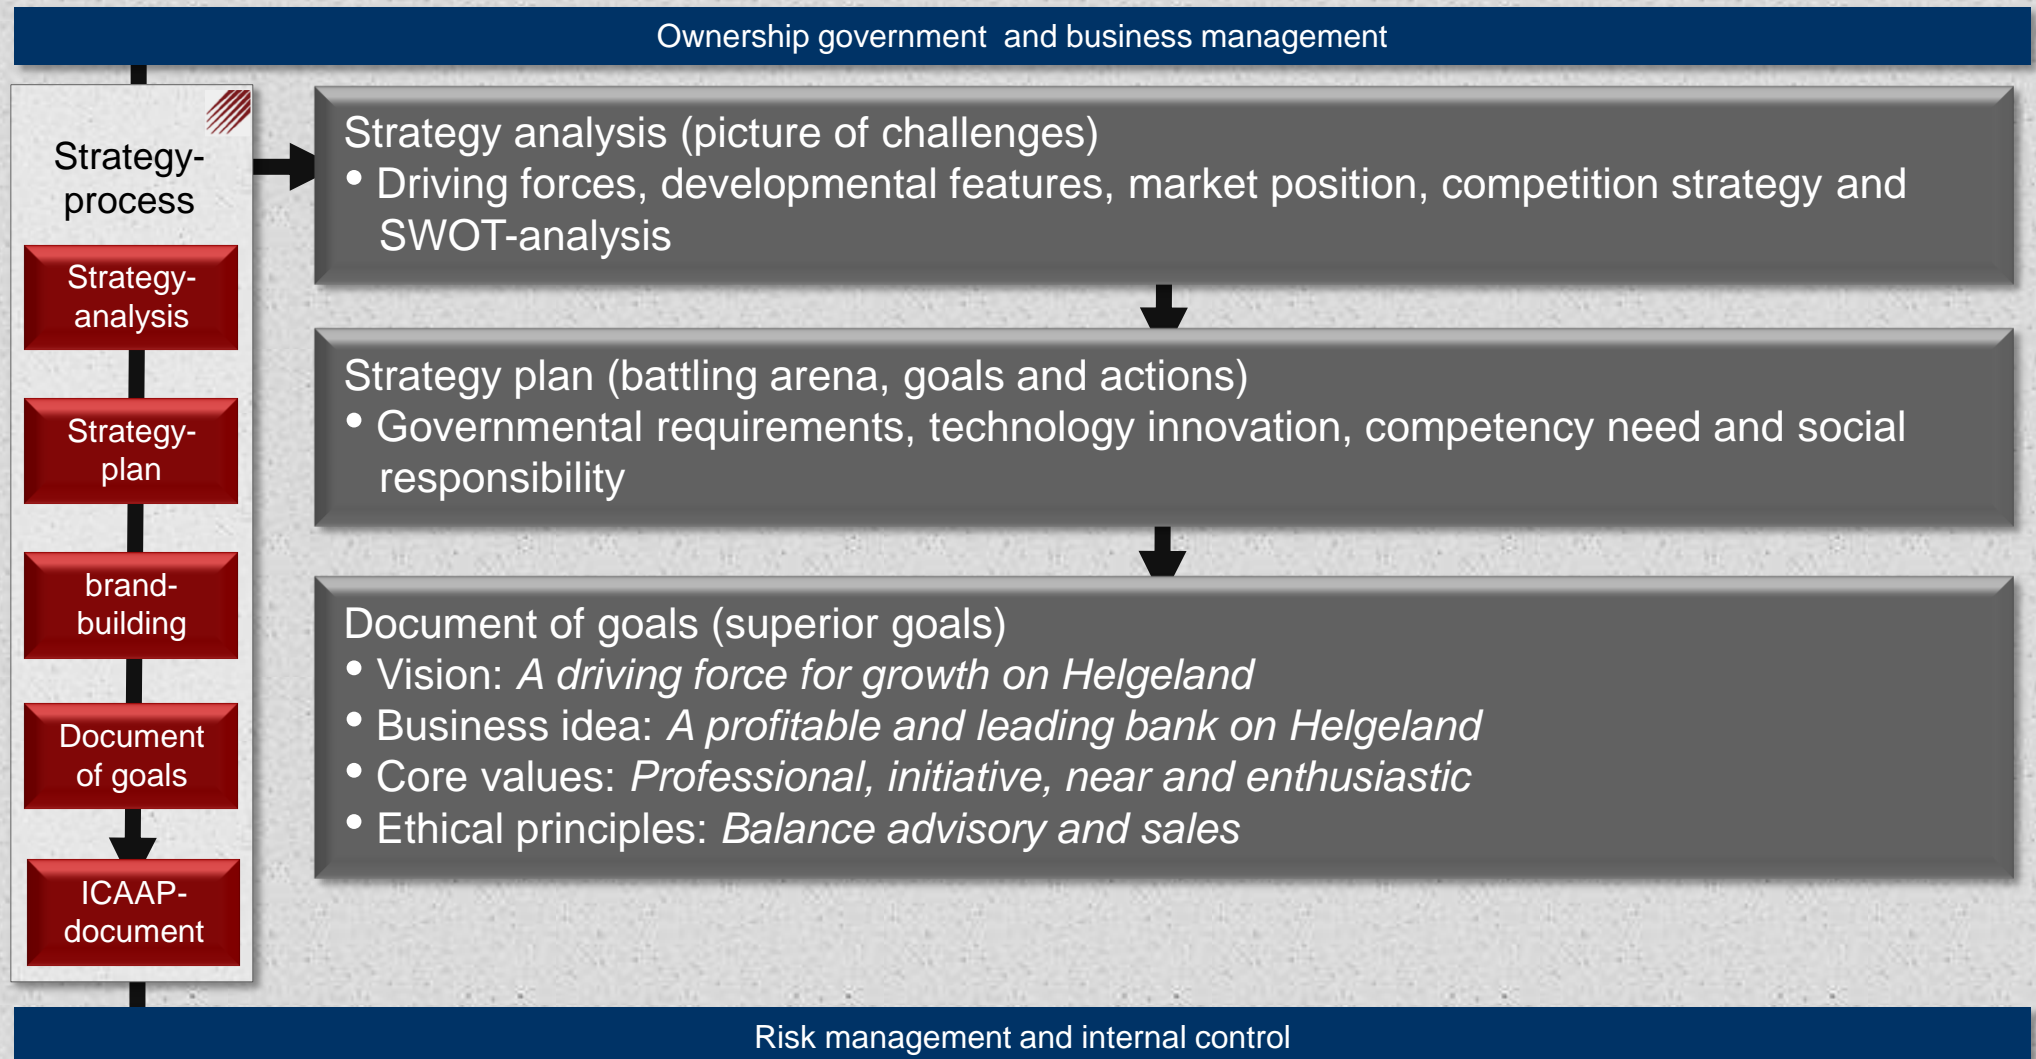 Ownership government  and business management
Strategy-
process
Strategy-
analysis
Strategy-
plan
brand-
building
Document
of goals
ICAAP-
document
Strategy analysis (picture of challenges)
• Driving forces, developmental features, market position, competition strategy and
SWOT-analysis
Strategy plan (battling arena, goals and actions)
• Governmental requirements, technology innovation, competency need and social
responsibility
Document of goals (superior goals)
• Vision: A driving force for growth on Helgeland
• Business idea: A profitable and leading bank on Helgeland
• Core values: Professional, initiative, near and enthusiastic
• Ethical principles: Balance advisory and sales
Risk management and internal control